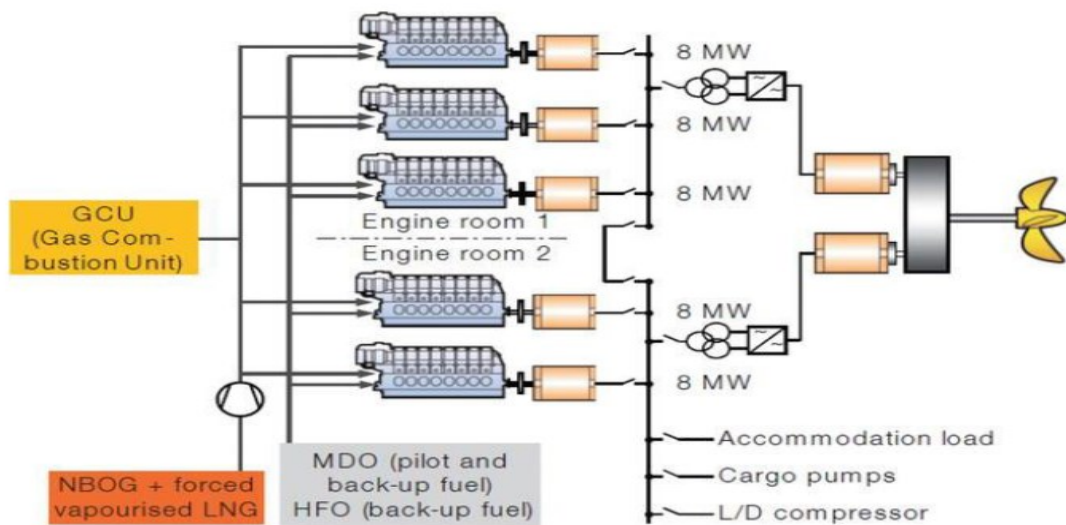 8 MW
8 MW
8 MW
Engine room 1
Engine room 2
GCU
(Gas Com-
bustion Unit)
8 MW
8 MW
NBOG + forced
vapourised LNG
MDO (pilot and
back-up fuel)
HFO (back-up fuel)
Accommodation load
Cargo pumps
L/D compressor